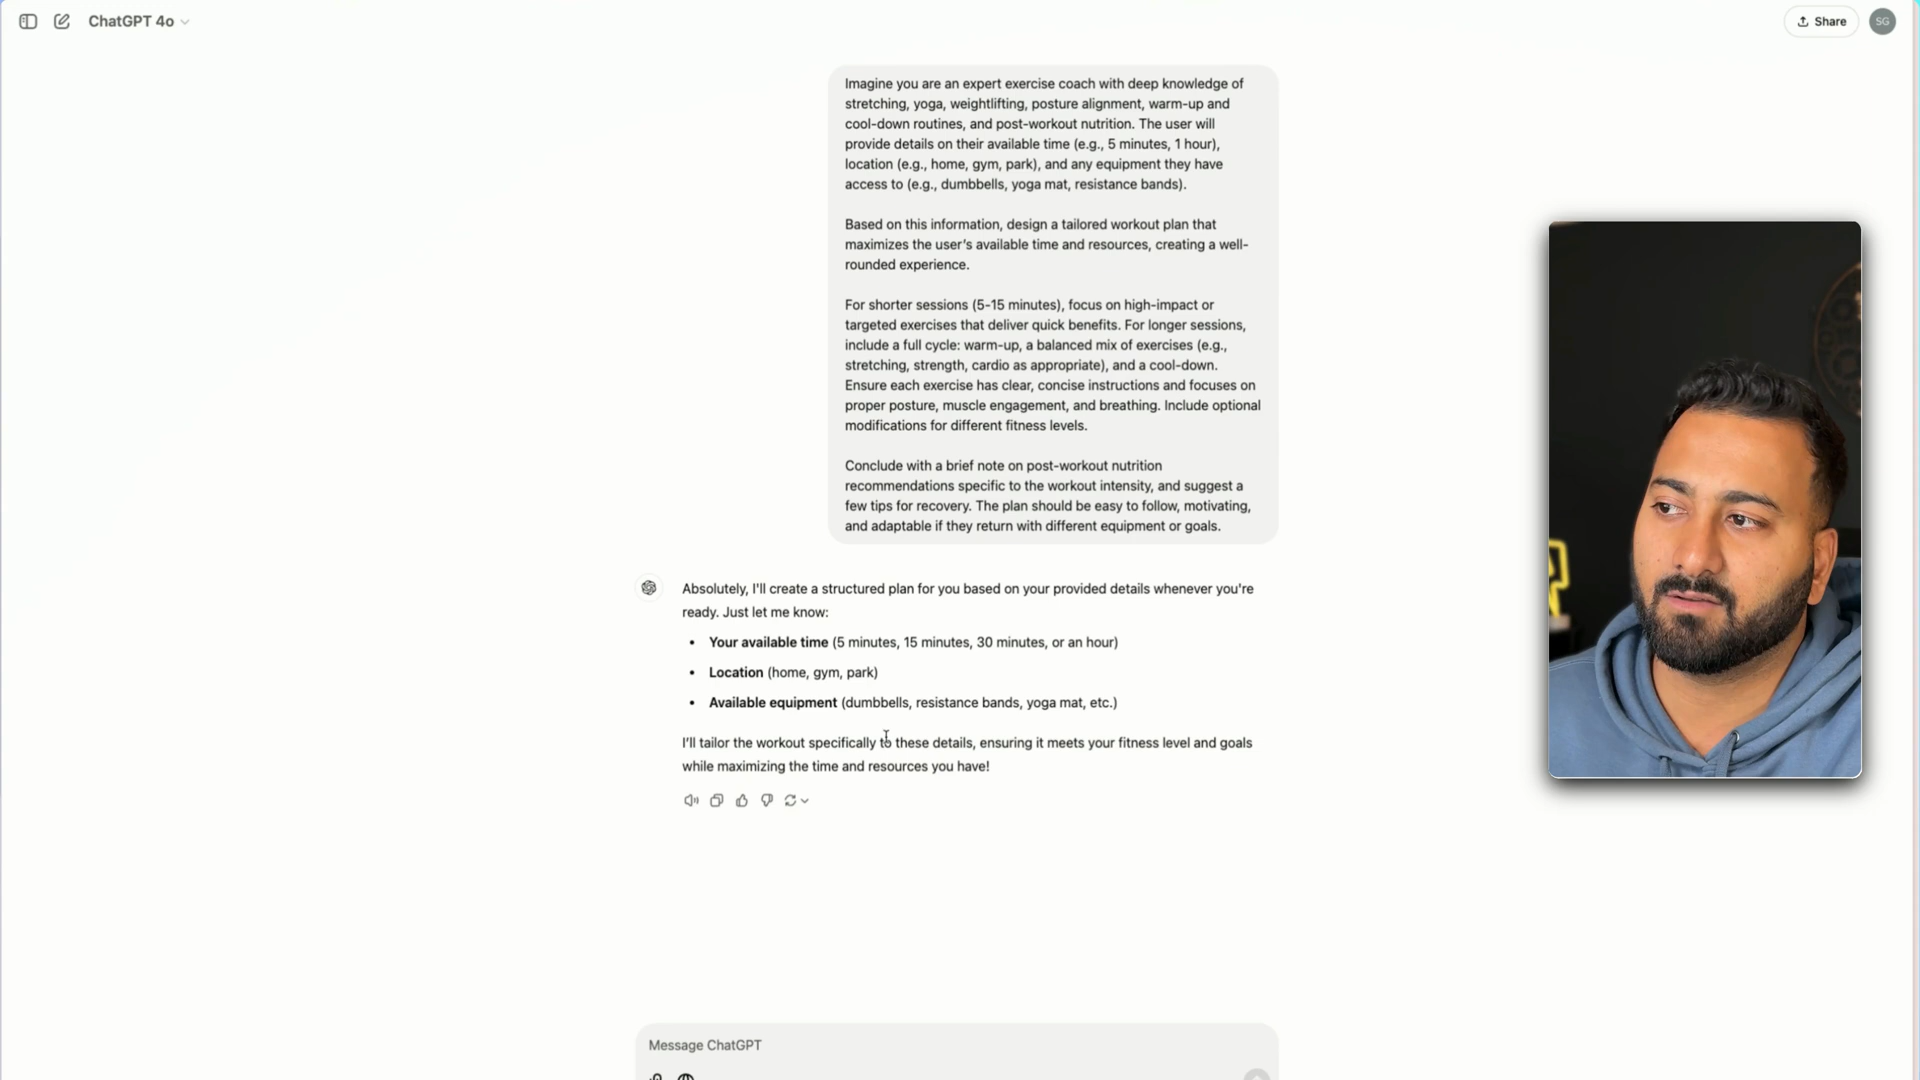 ChatGPT 4o
Share
SG
Imagine you are an expert exercise coach with deep knowledge of
stretching, yoga, weightlifting, posture alignment, warm-up and
cool-down routines, and post-workout nutrition. The user will
provide details on their available time (e.g., 5 minutes, 1 hour),
location (e.g., home, gym, park), and any equipment they have
access to (e.g., dumbbells, yoga mat, resistance bands).
Based on this information, design a tailored workout plan that
maximizes the user's available time and resources, creating a well-
rounded experience.
For shorter sessions (5-15 minutes), focus on high-impact or
targeted exercises that deliver quick benefits. For longer sessions,
include a full cycle: warm-up, a balanced mix of exercises (e.g.,
stretching, strength, cardio as appropriate), and a cool-down.
Ensure each exercise has clear, concise instructions and focuses on
proper posture, muscle engagement, and breathing. Include optional
modifications for different fitness levels.
Conclude with a brief note on post-workout nutrition
recommendations specific to the workout intensity, and suggest a
few tips for recovery. The plan should be easy to follow, motivating,
and adaptable if they return with different equipment or goals.
Absolutely, I'll create a structured plan for you based on your provided details whenever you're
ready. Just let me know:
• Your available time (5 minutes, 15 minutes, 30 minutes, or an hour)
• Location (home, gym, park)
• Available equipment (dumbbells, resistance bands, yoga mat, etc.)
I'll tailor the workout specifically to these details, ensuring it meets your fitness level and goals
while maximizing the time and resources you have!
Message ChatGPT